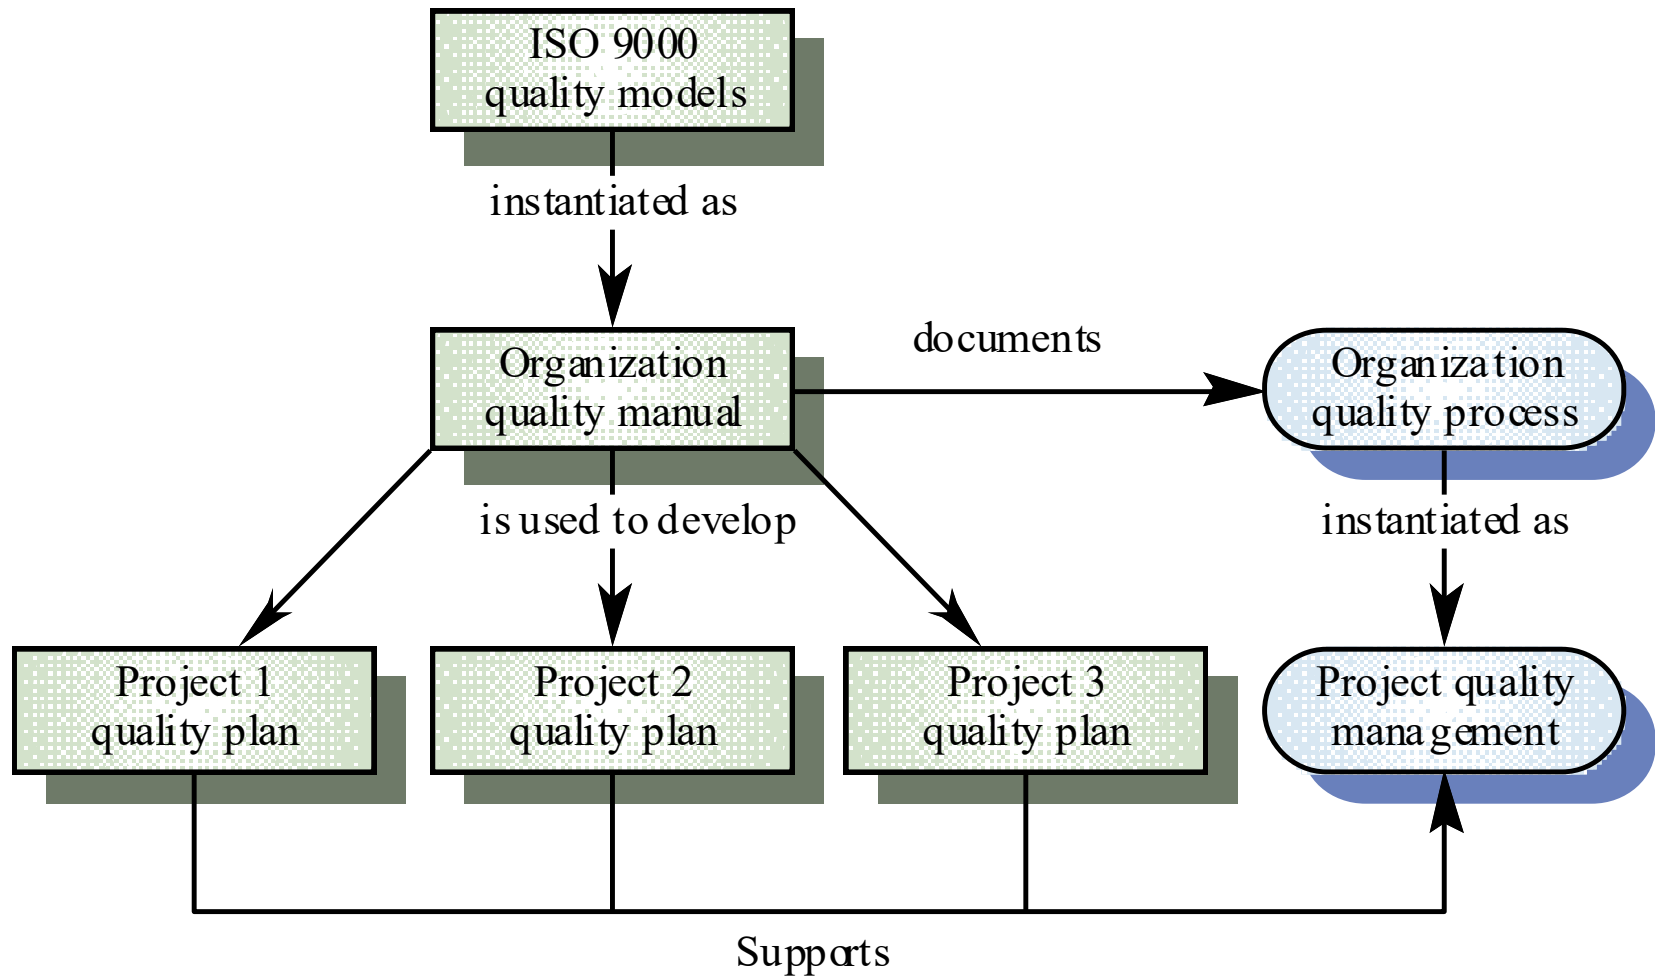 ISO 9000
quality models
instantiated as
Organization
quality manual
documents
Organization
quality process
is used to develop
instantiated as
Project 1
quality plan
Project 2
quality plan
Project 3
quality plan
Project quality
management
Supports